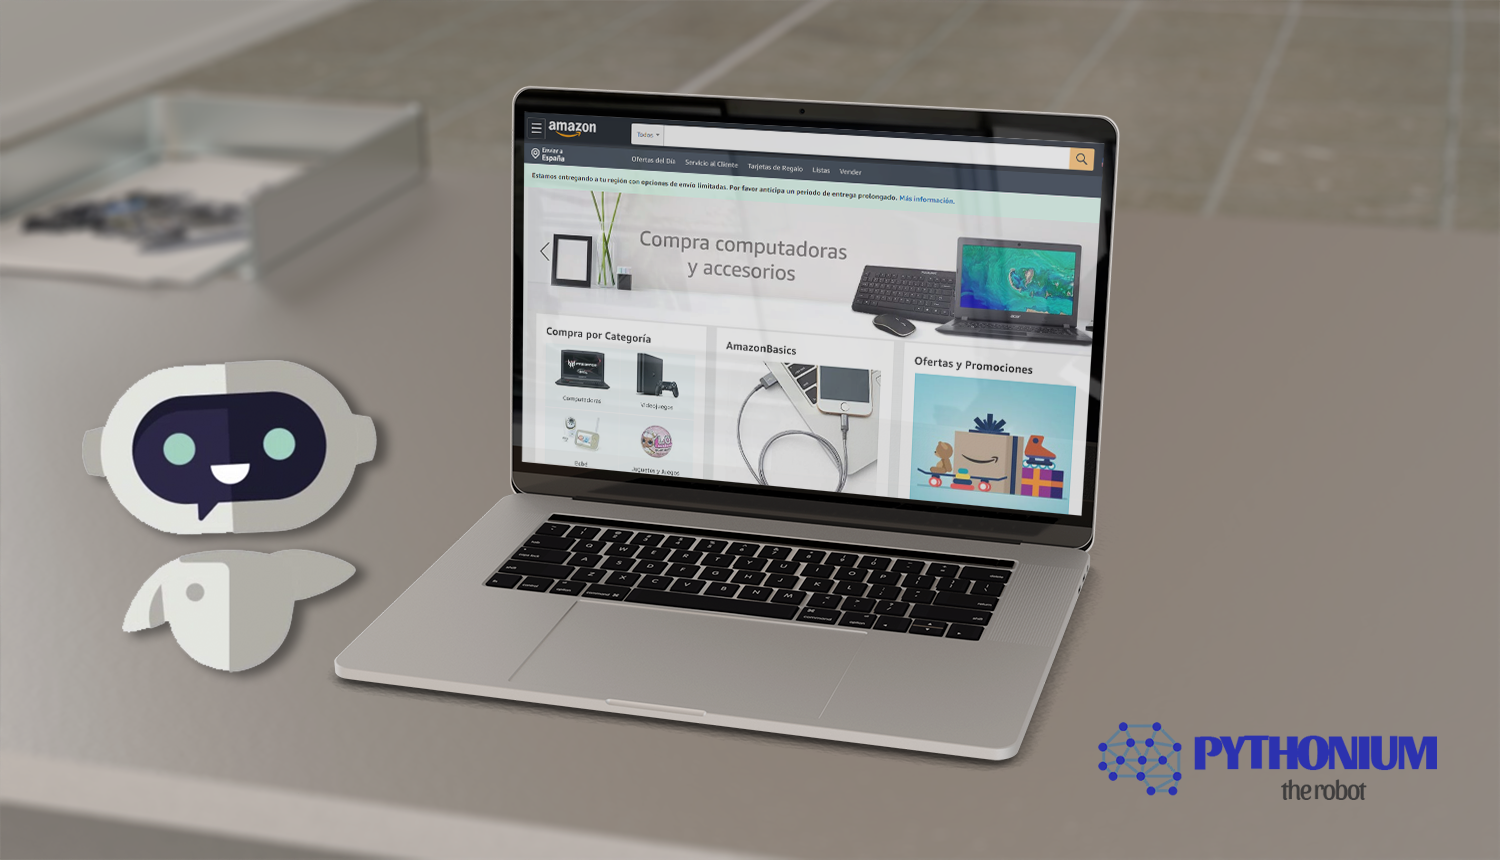 amazon
Todos
Enviar a
España
Ofertas del Día Servicio al Cliente Tarjetas de Regalo Listas Vender
Estamos entregando a tu región con opciones de envío limitadas. Por favor anticipa un periodo de entrega prolongado. Más información.
Compra computadoras
y accesorios
Compra por Categoría
Computadoras
Videojuegos
Bebé
Juguetes y Juegos
AmazonBasics
Ofertas y Promociones
PYTHONIUM
the robot